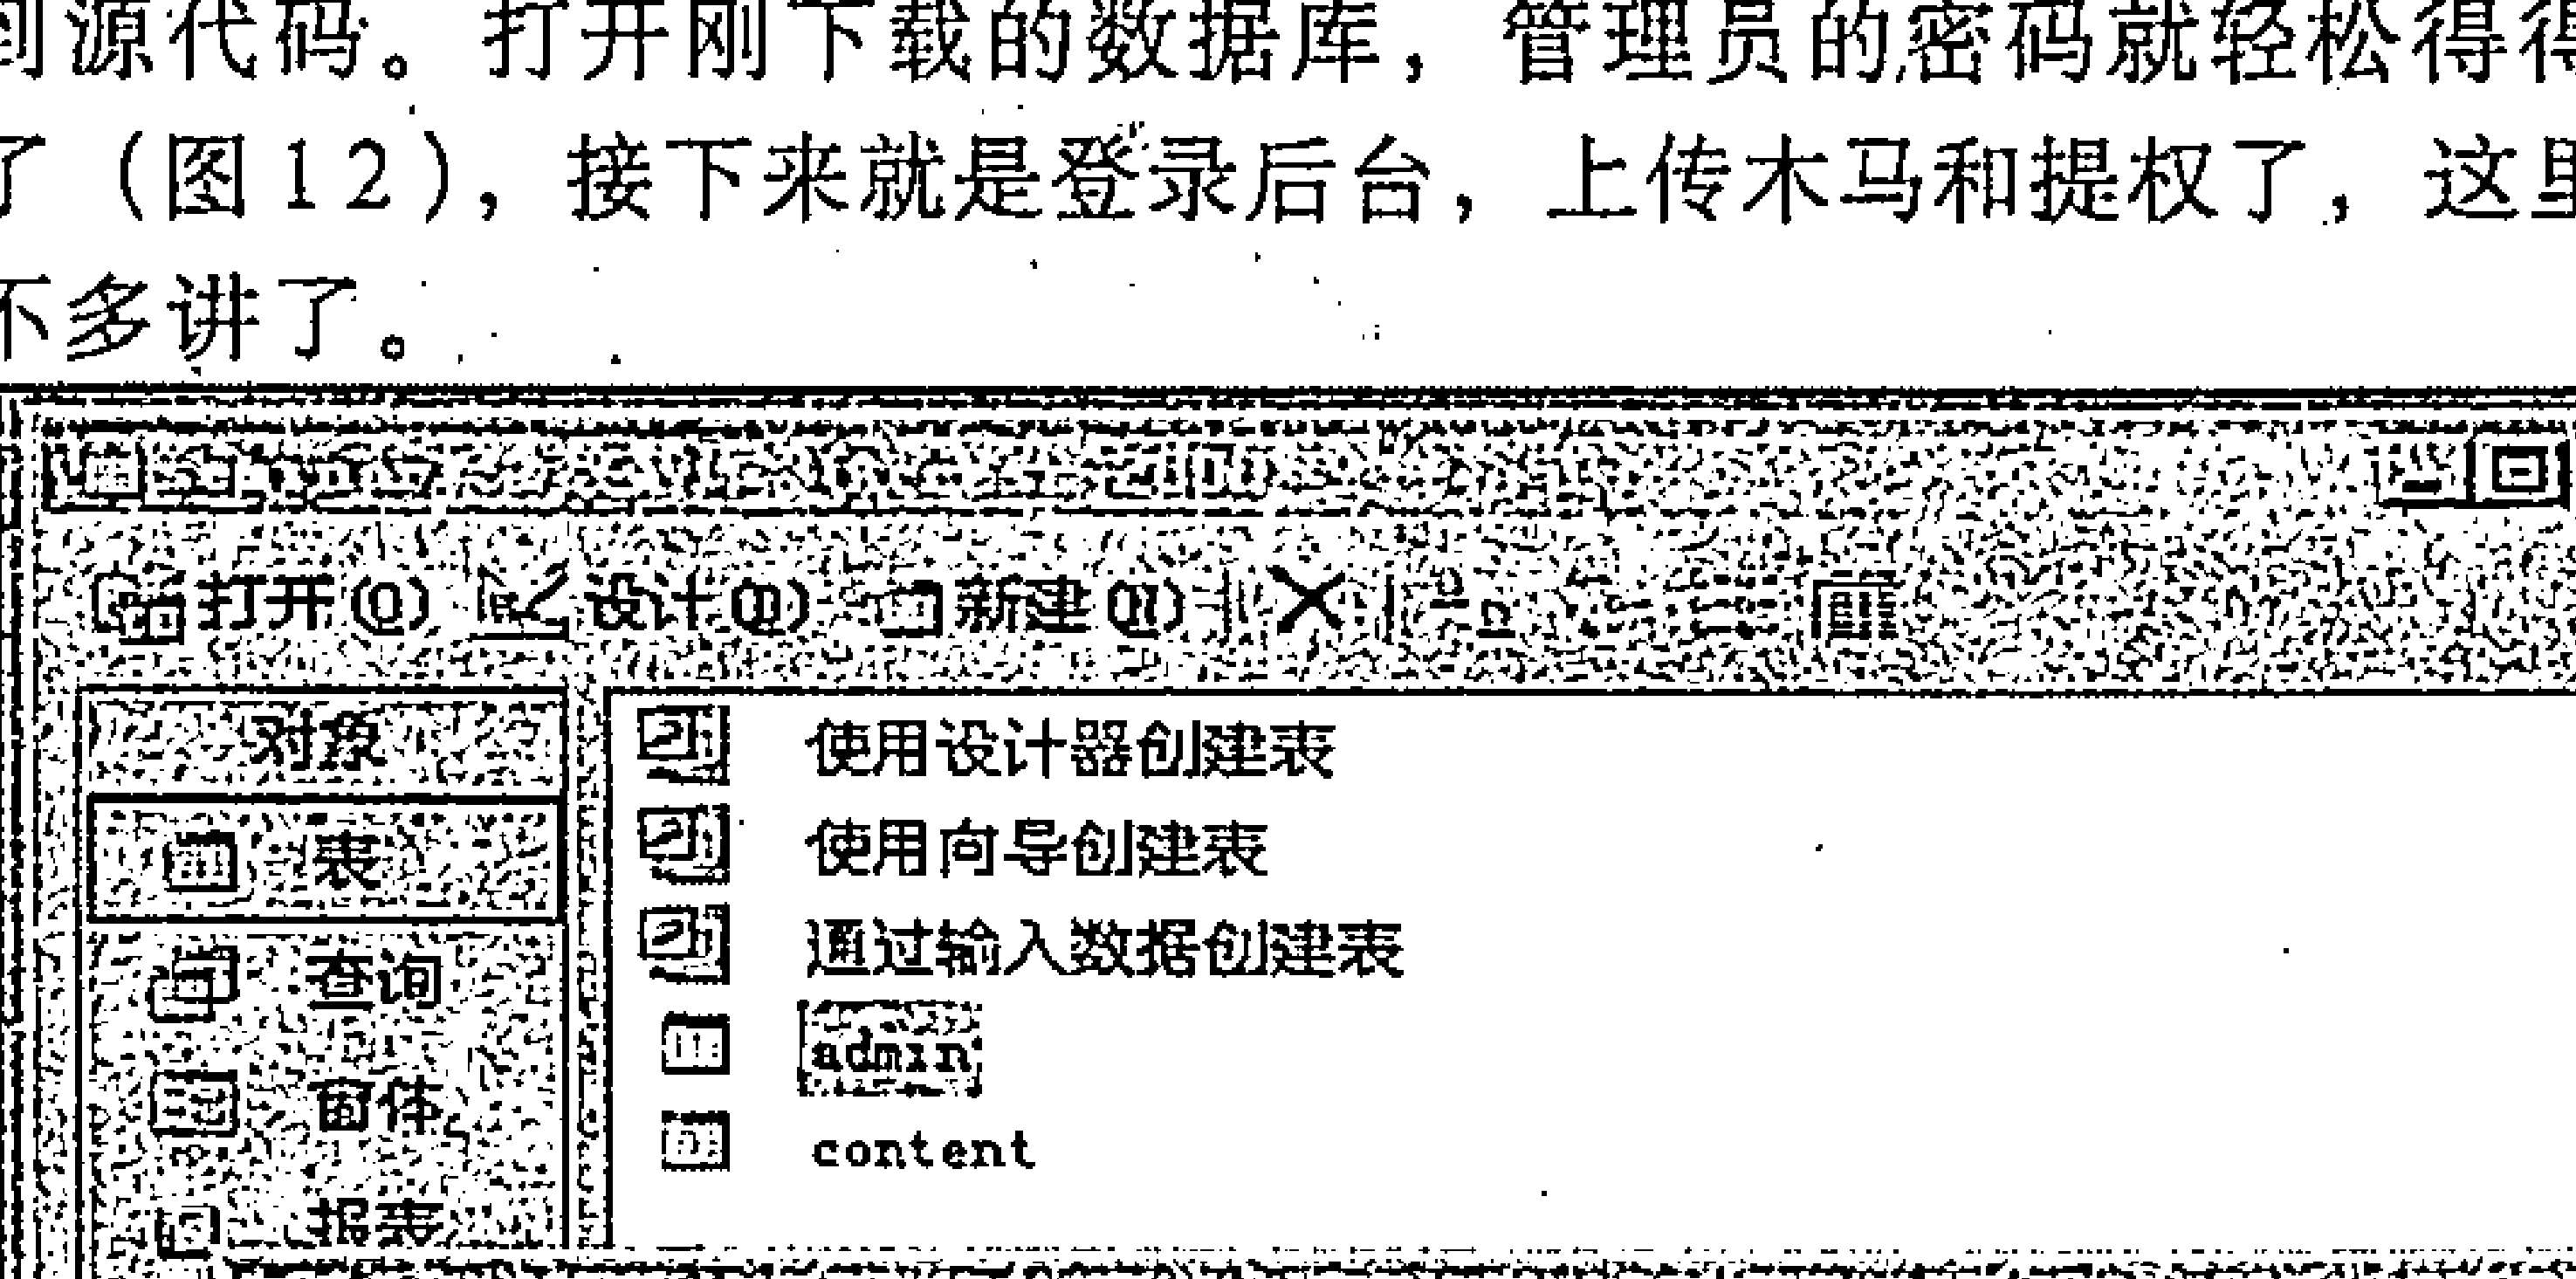 到源代码。打开刚下载的数据库，管理员的密码就轻松得得
了（图12），接下来就是登录后台，上传木马和提权了，这里
不多讲了。
打开(O) 设计(D) 新建(N)
对象
表
查询
窗体
报表
使用设计器创建表
使用向导创建表
通过输入数据创建表
admin
content